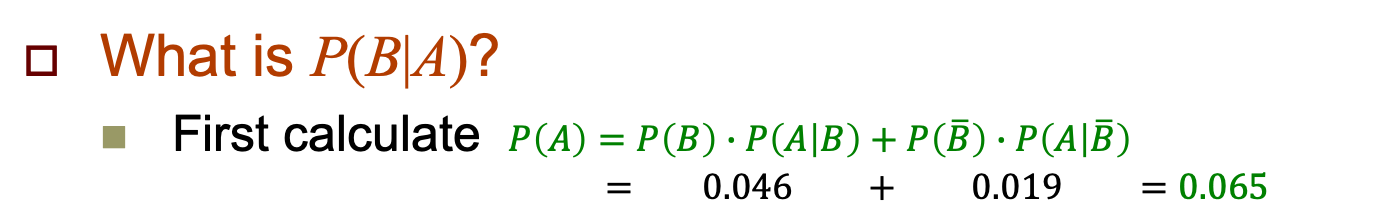 What is P(B|A)?
First calculate P(A) = P(B) · P(A|B) + P(B̅) · P(A|B̅)
= 0.046 + 0.019 = 0.065